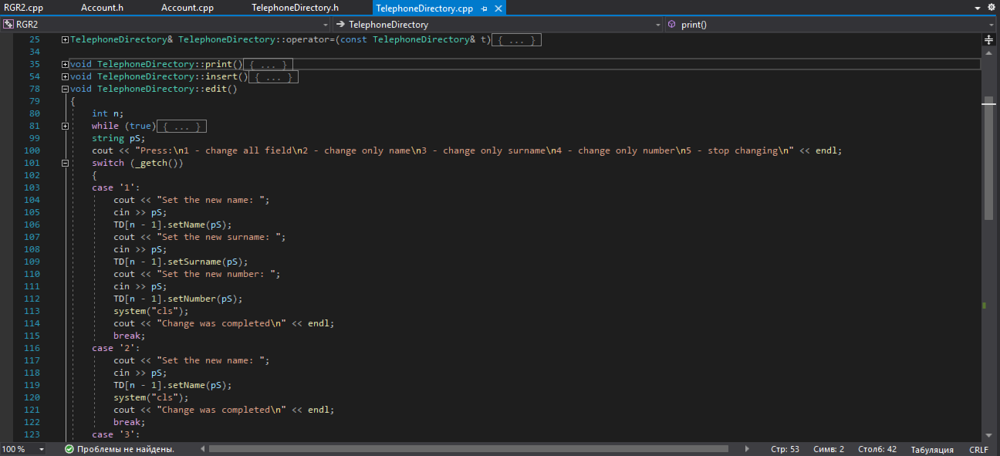 RGR2.cpp Account.h Account.cpp TelephoneDirectory.h TelephoneDirectory.cpp
RGR2 TelephoneDirectory print()
25 TelephoneDirectory& TelephoneDirectory::operator=(const TelephoneDirectory& t){ ... }
34
35 void TelephoneDirectory::print(){ ... }
54 void TelephoneDirectory::insert(){ ... }
78 void TelephoneDirectory::edit()
79 {
80 int n;
81 while (true){ ... }
99 string pS;
100 cout << "Press:\n1 - change all field\n2 - change only name\n3 - change only surname\n4 - change only number\n5 - stop changing\n" << endl;
101 switch (_getch())
102 {
103 case '1':
104 cout << "Set the new name: ";
105 cin >> pS;
106 TD[n - 1].setName(pS);
107 cout << "Set the new surname: ";
108 cin >> pS;
109 TD[n - 1].setSurname(pS);
110 cout << "Set the new number: ";
111 cin >> pS;
112 TD[n - 1].setNumber(pS);
113 system("cls");
114 cout << "Change was completed\n" << endl;
115 break;
116 case '2':
117 cout << "Set the new name: ";
118 cin >> pS;
119 TD[n - 1].setName(pS);
120 system("cls");
121 cout << "Change was completed\n" << endl;
122 break;
123 case '3':
100 % Проблемы не найдены. Стр: 53 Симв: 2 Столб: 42 Табуляция CRLF